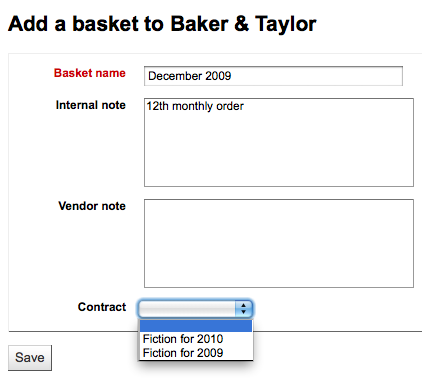 Add a basket to Baker & Taylor
Basket name December 2009
Internal note 12th monthly order
Vendor note
Contract
Fiction for 2010
Fiction for 2009
Save